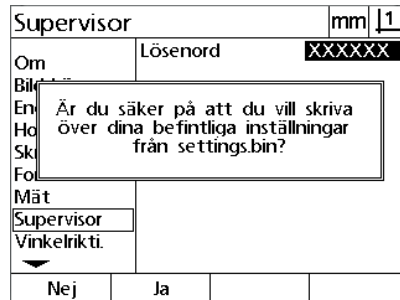 Supervisor mm 1
Lösenord XXXXXX
Om
Är du säker på att du vill skriva
över dina befintliga inställningar
från settings.bin?
Mät
Supervisor
Vinkelrikti.
Nej Ja